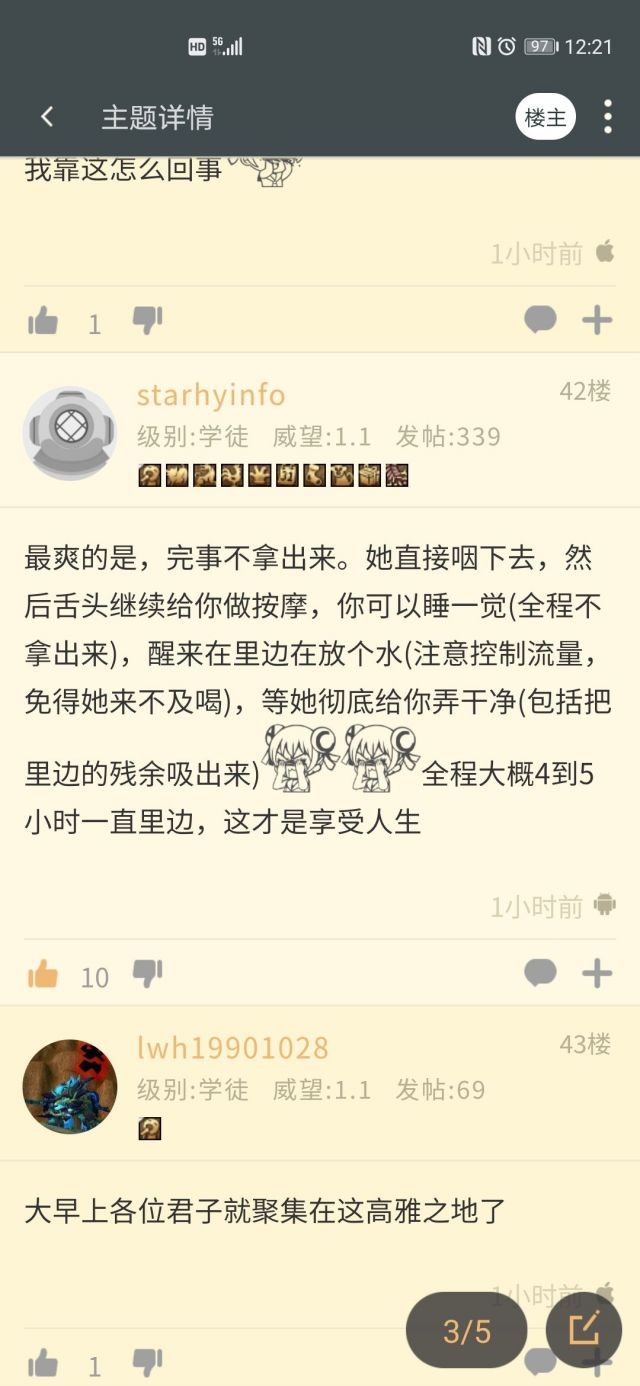 HD 5G 97 12:21
主题详情 楼主
我靠这怎么回事
1小时前
1
starhyinfo 42楼
级别:学徒 威望:1.1 发帖:339
最爽的是，完事不拿出来。她直接咽下去，然
后舌头继续给你做按摩，你可以睡一觉(全程不
拿出来)，醒来在里边在放个水(注意控制流量，
免得她来不及喝)，等她彻底给你弄干净(包括把
里边的残余吸出来)全程大概4到5
小时一直里边，这才是享受人生
1小时前
10
lwh19901028 43楼
级别:学徒 威望:1.1 发帖:69
大早上各位君子就聚集在这高雅之地了
1小时前
3/5
1